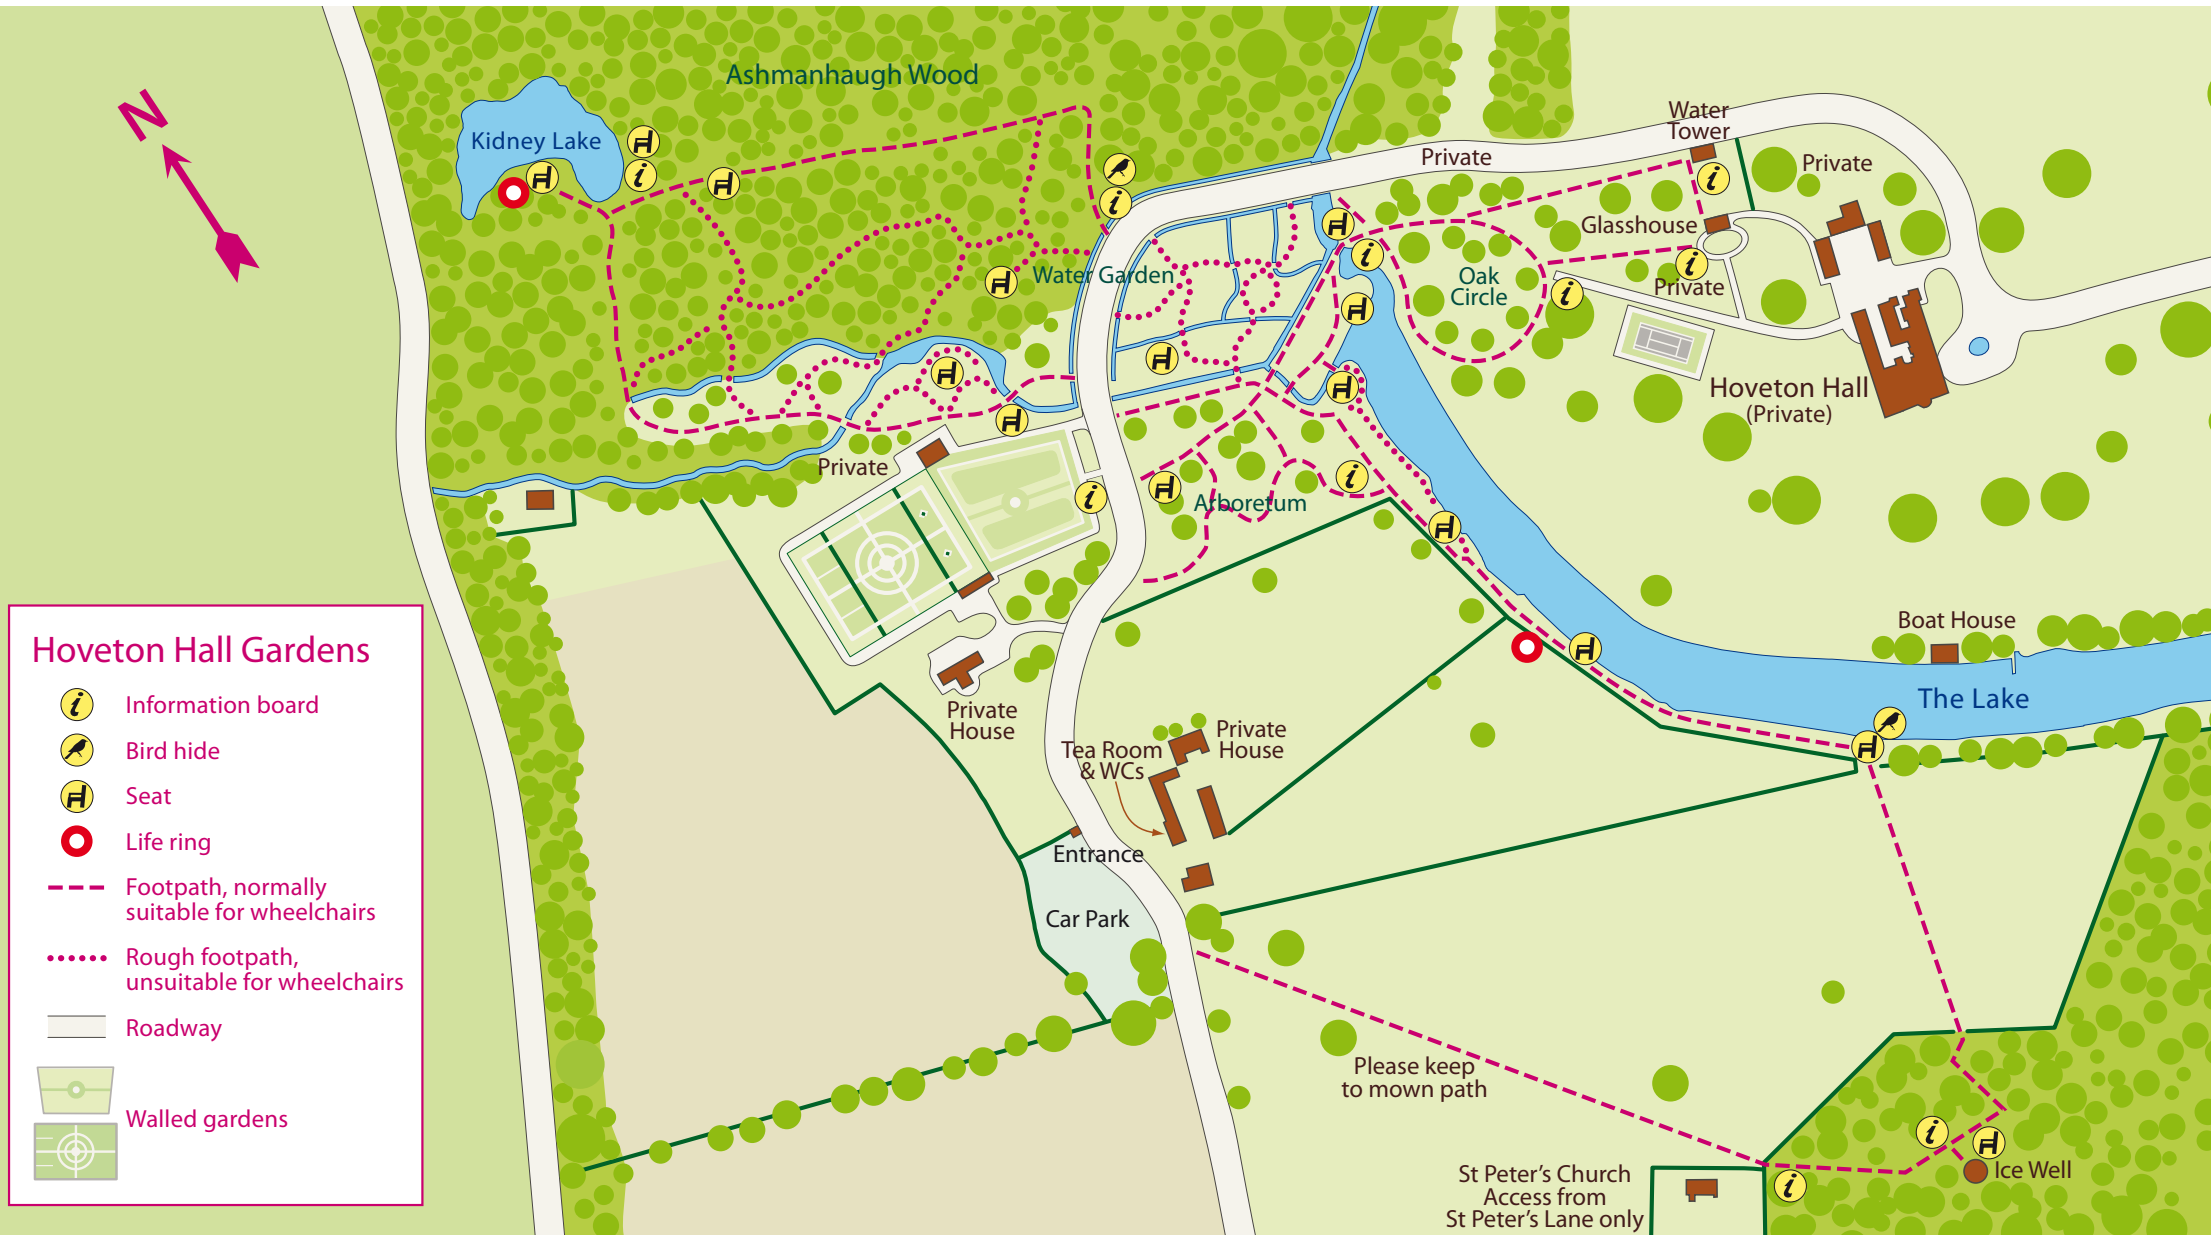 N
Ashmanhaugh Wood
Kidney Lake
Water
Tower
Private
Private
Glasshouse
Water Garden
Oak
Circle
Private
Hoveton Hall
(Private)
Private
Arboretum
Boat House
The Lake
Private
House
Private
House
Tea Room
& WCs
Entrance
Car Park
Please keep
to mown path
St Peter's Church
Access from
St Peter's Lane only
Ice Well
Hoveton Hall Gardens
i Information board
Bird hide
Seat
Life ring
Footpath, normally
suitable for wheelchairs
Rough footpath,
unsuitable for wheelchairs
Roadway
Walled gardens